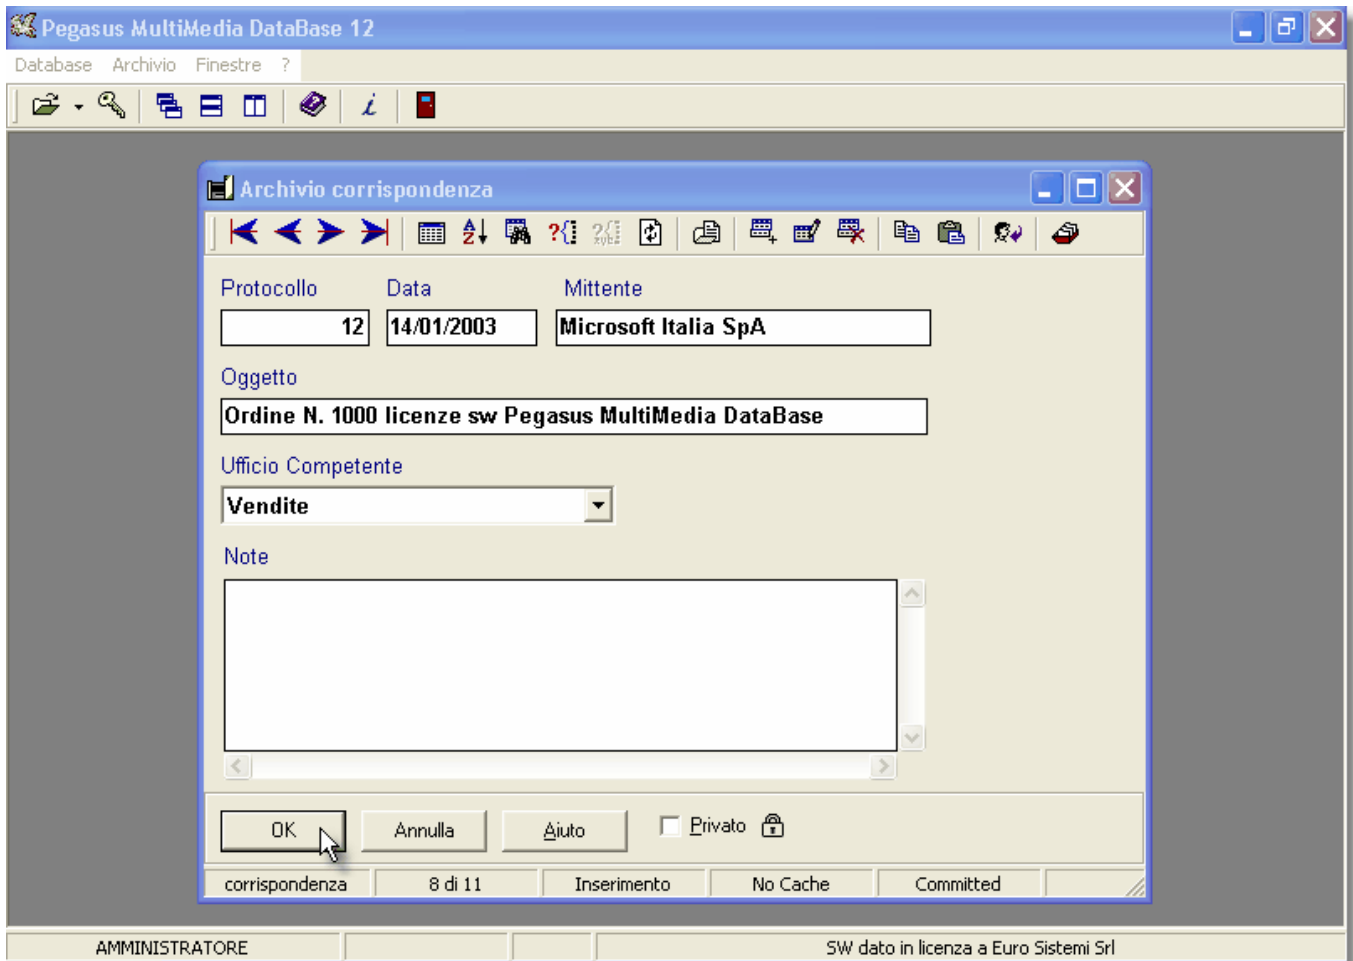 Pegasus MultiMedia DataBase 12
Database Archivio Finestre ?
Archivio corrispondenza
Protocollo Data Mittente
12 14/01/2003 Microsoft Italia SpA
Oggetto
Ordine N. 1000 licenze sw Pegasus MultiMedia DataBase
Ufficio Competente
Vendite
Note
OK Annulla Aiuto Privato
corrispondenza 8 di 11 Inserimento No Cache Committed
AMMINISTRATORE SW dato in licenza a Euro Sistemi Srl